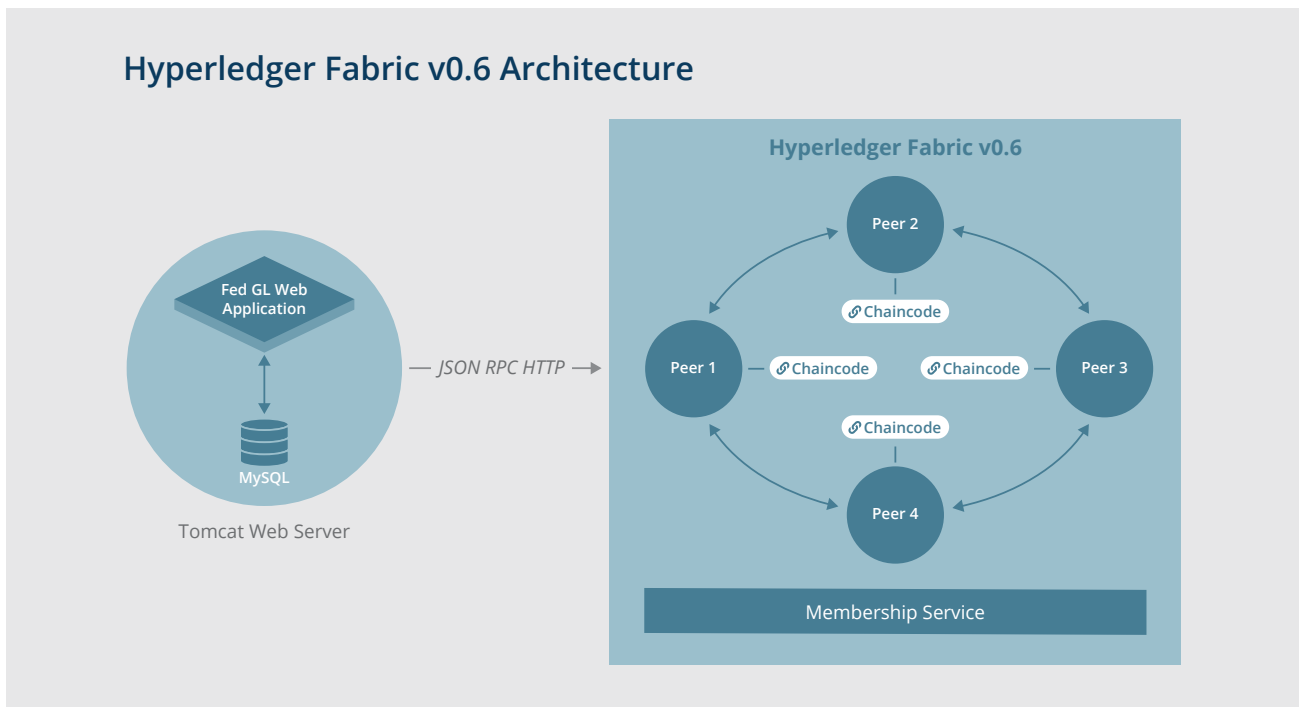 Hyperledger Fabric v0.6 Architecture
Hyperledger Fabric v0.6
Peer 2
Fed GL Web
Application
Chaincode
JSON RPC HTTP
Peer 1
Chaincode
Chaincode
Peer 3
Chaincode
MySQL
Peer 4
Tomcat Web Server
Membership Service